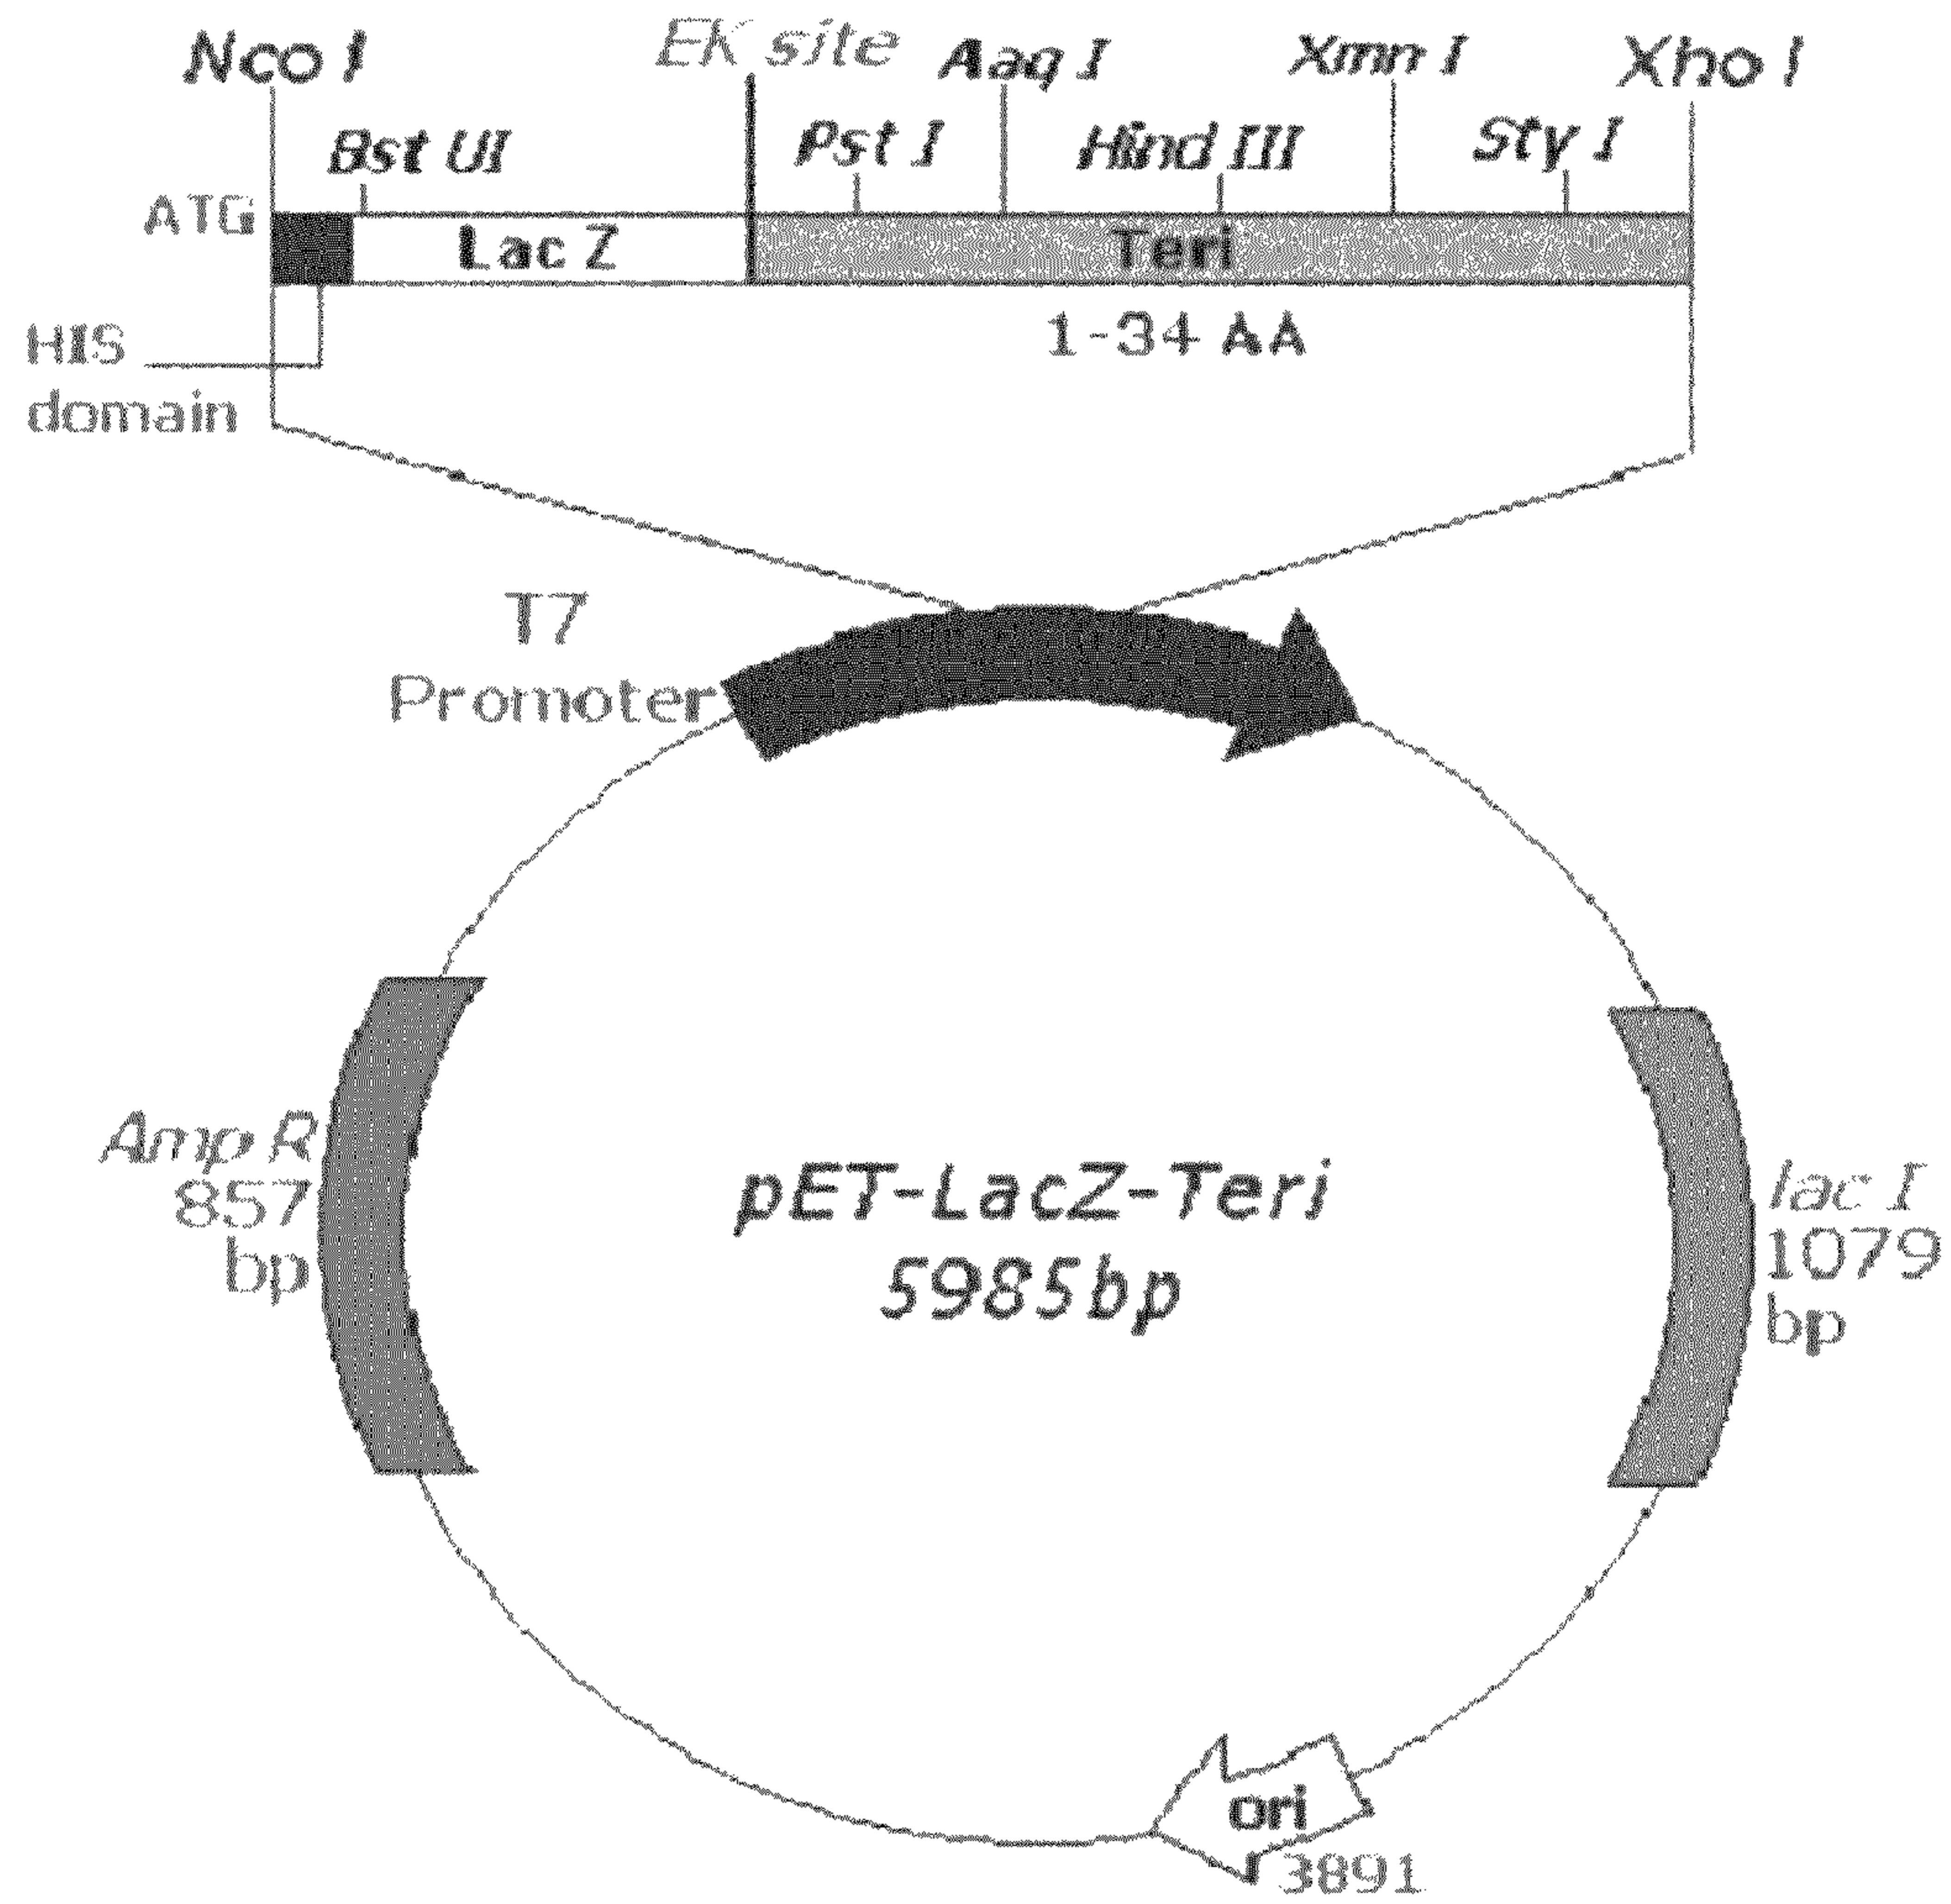 Nco I
EK site
Aaq I
Xmn I
Xho I
Bst UI
Pst I
Hind III
Sty I
ATG
Lac Z
Teri
HIS
domain
1-34 AA
T7
Promoter
Amp R
857
bp
pET-LacZ-Teri
5985bp
lac I
1079
bp
ori
3891